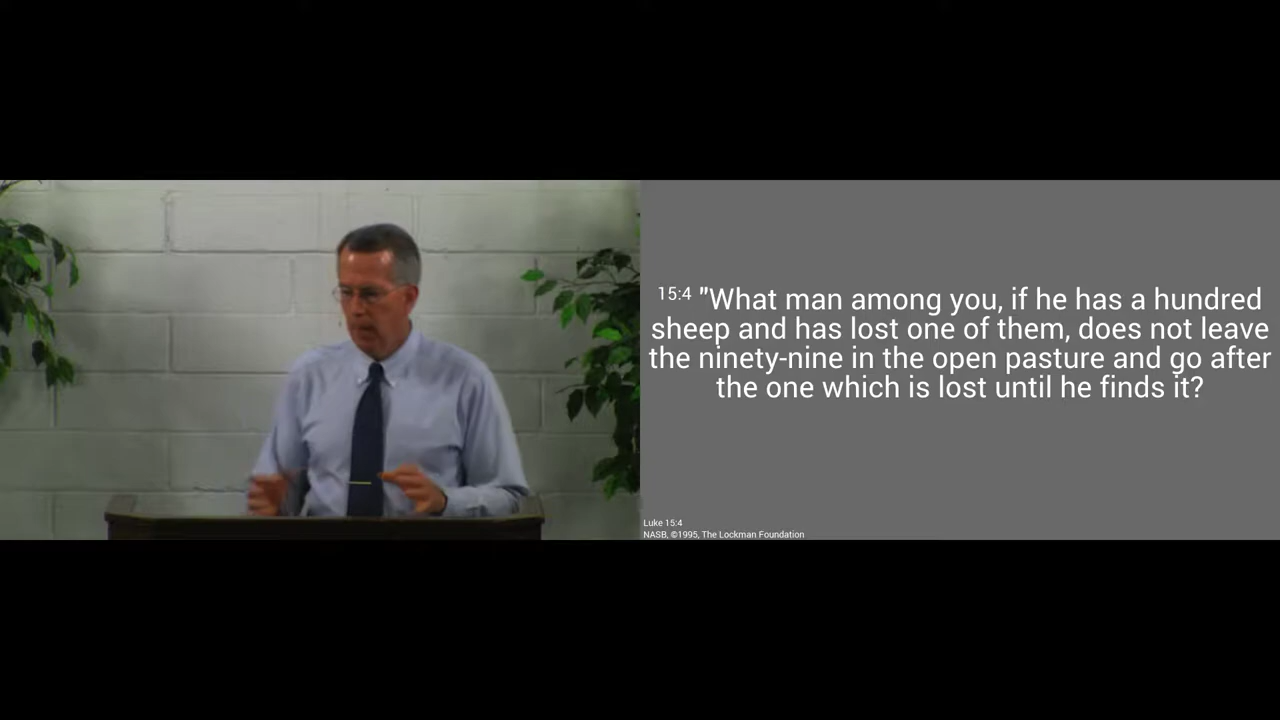 15:4 "What man among you, if he has a hundred
sheep and has lost one of them, does not leave
the ninety-nine in the open pasture and go after
the one which is lost until he finds it?
Luke 15:4
NASB, ©1995, The Lockman Foundation